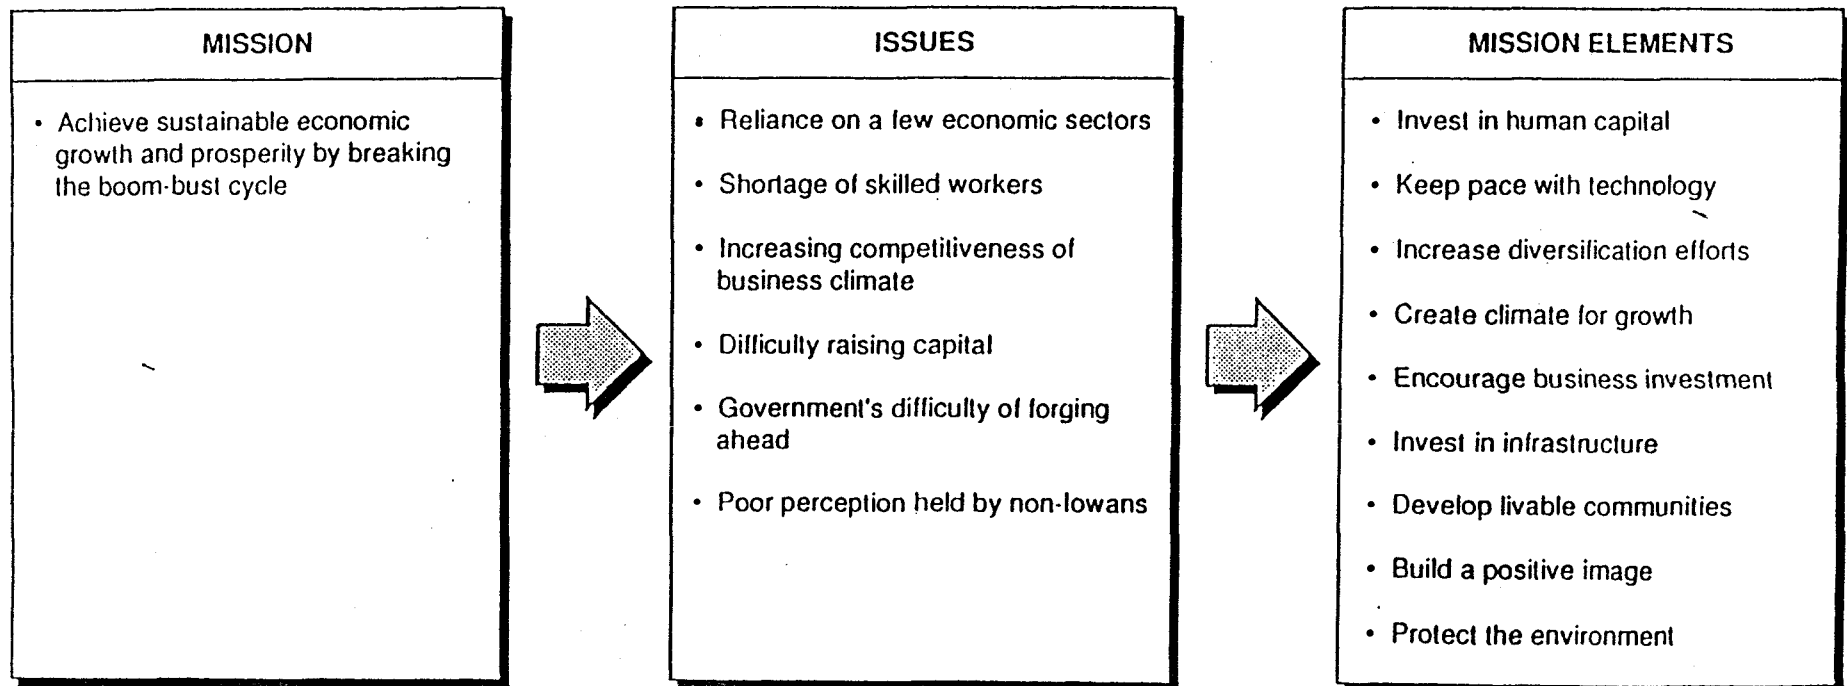 MISSION
• Achieve sustainable economic
growth and prosperity by breaking
the boom-bust cycle
ISSUES
• Reliance on a few economic sectors
• Shortage of skilled workers
• Increasing competitiveness of
business climate
• Difficulty raising capital
• Government's difficulty of forging
ahead
• Poor perception held by non-Iowans
MISSION ELEMENTS
• Invest in human capital
• Keep pace with technology
• Increase diversification efforts
• Create climate for growth
• Encourage business investment
• Invest in infrastructure
• Develop livable communities
• Build a positive image
• Protect the environment